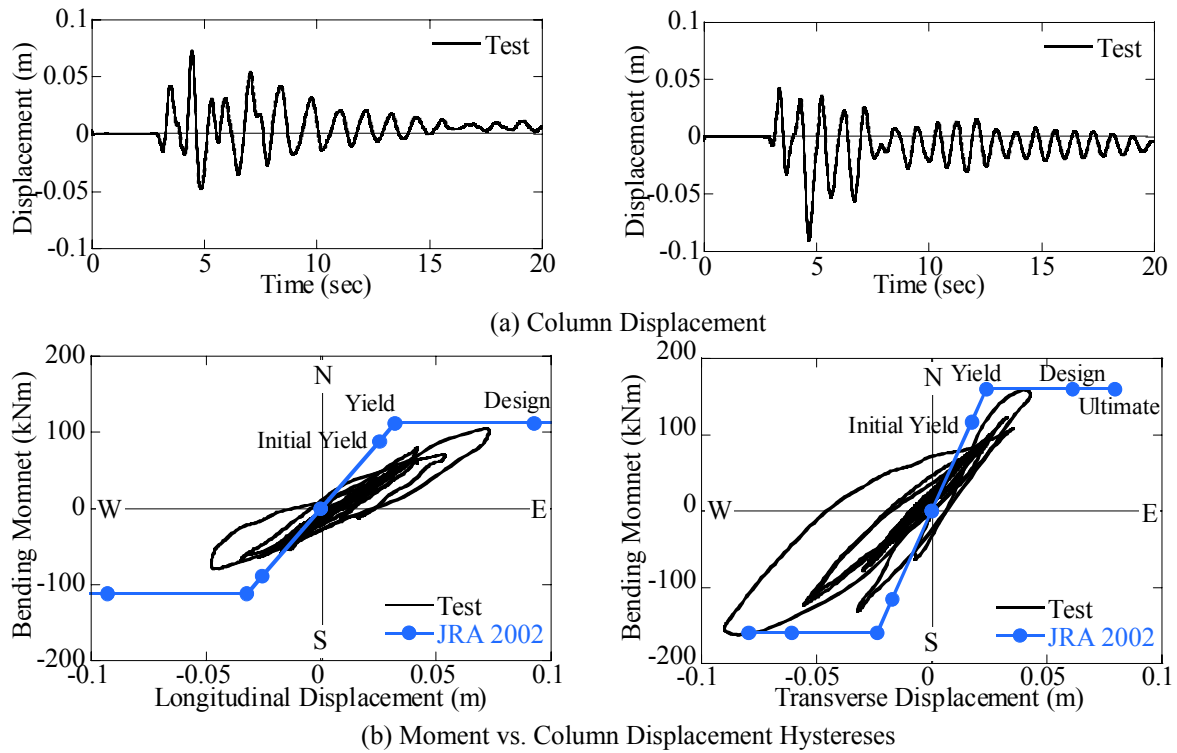 0.1
0.05
0
-0.05
-0.1
Displacement (m)
Test
0 5 10 15 20
Time (sec)
0.1
0.05
0
-0.05
-0.1
Displacement (m)
Test
0 5 10 15 20
Time (sec)
(a) Column Displacement
200
100
0
-100
-200
Bending Momnet (kNm)
N
Yield
Design
Initial Yield
W
E
Test
JRA 2002
S
-0.1 -0.05 0 0.05 0.1
Longitudinal Displacement (m)
200
100
0
-100
-200
Bending Momnet (kNm)
N
Yield
Design
Ultimate
Initial Yield
W
E
Test
JRA 2002
S
-0.1 -0.05 0 0.05 0.1
Transverse Displacement (m)
(b) Moment vs. Column Displacement Hystereses